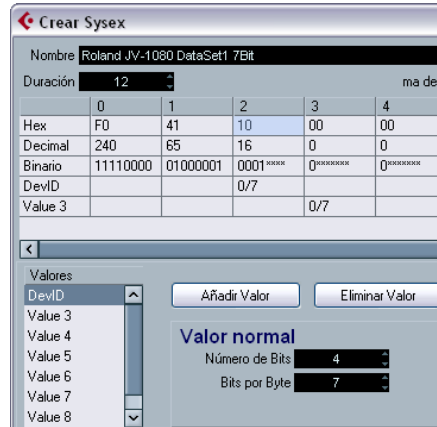 Crear Sysex
Nombre Roland JV-1080 DataSet1 7Bit
Duración 12 ma de
0 1 2 3 4
Hex F0 41 10 00 00
Decimal 240 65 16 0 0
Binario 11110000 01000001 0001**** 0******* 0*******
DevID 0/7
Value 3 0/7
Valores
DevID Añadir Valor Eliminar Valor
Value 3
Value 4 Valor normal
Value 5 Número de Bits 4
Value 6 Bits por Byte 7
Value 7
Value 8